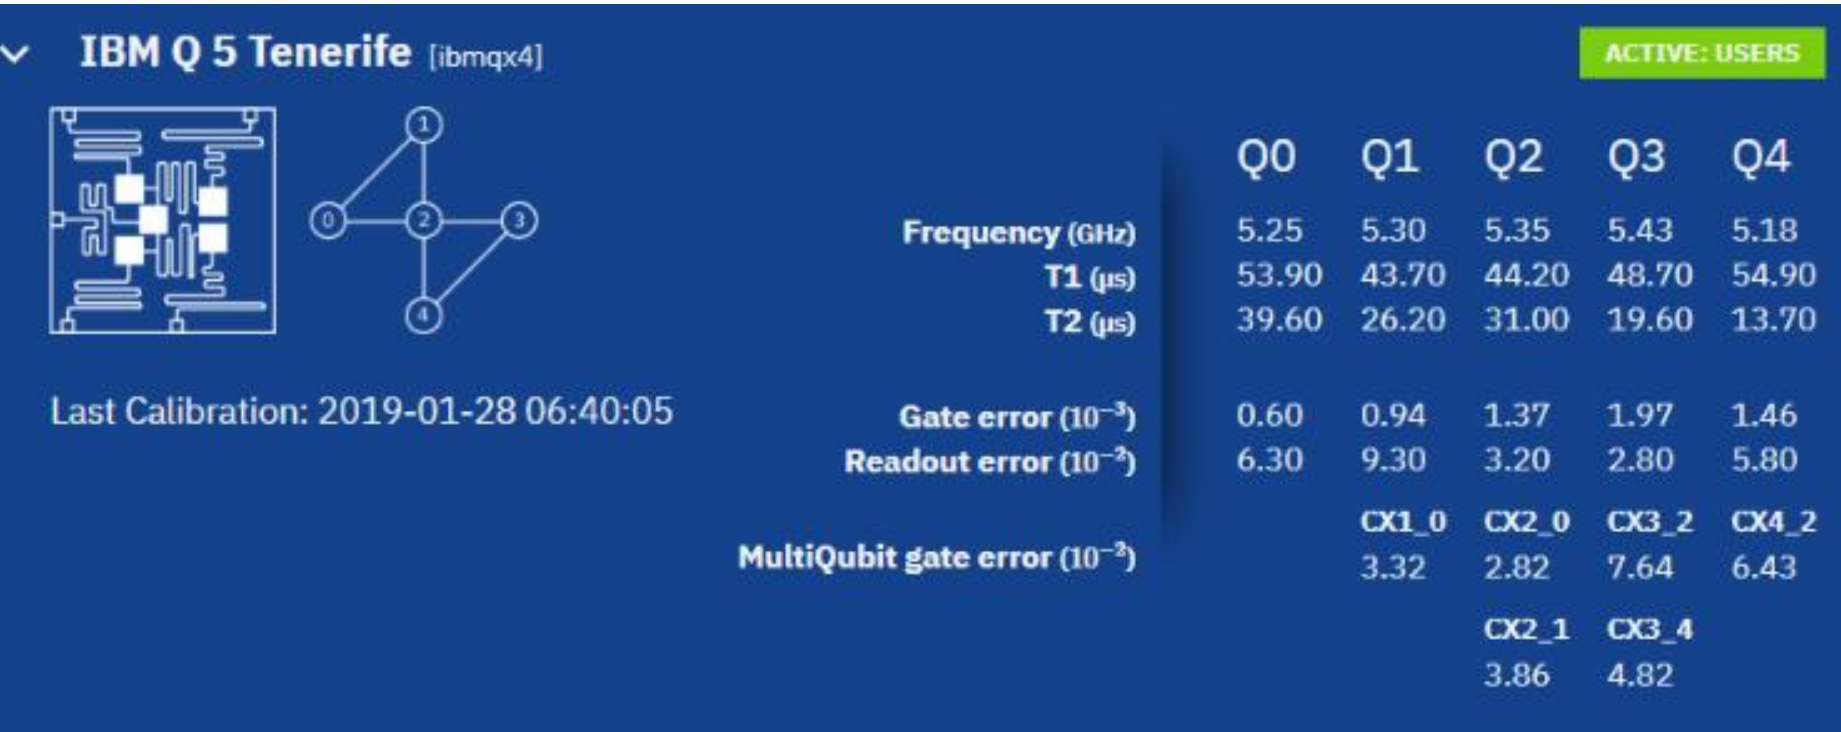 IBM Q 5 Tenerife [ibmqx4]
ACTIVE: USERS
1
0 2 3
4
Last Calibration: 2019-01-28 06:40:05
Q0 Q1 Q2 Q3 Q4
Frequency (GHz) 5.25 5.30 5.35 5.43 5.18
T1 (µs) 53.90 43.70 44.20 48.70 54.90
T2 (µs) 39.60 26.20 31.00 19.60 13.70
Gate error (10⁻³) 0.60 0.94 1.37 1.97 1.46
Readout error (10⁻²) 6.30 9.30 3.20 2.80 5.80
CX1_0 CX2_0 CX3_2 CX4_2
MultiQubit gate error (10⁻²) 3.32 2.82 7.64 6.43
CX2_1 CX3_4
3.86 4.82